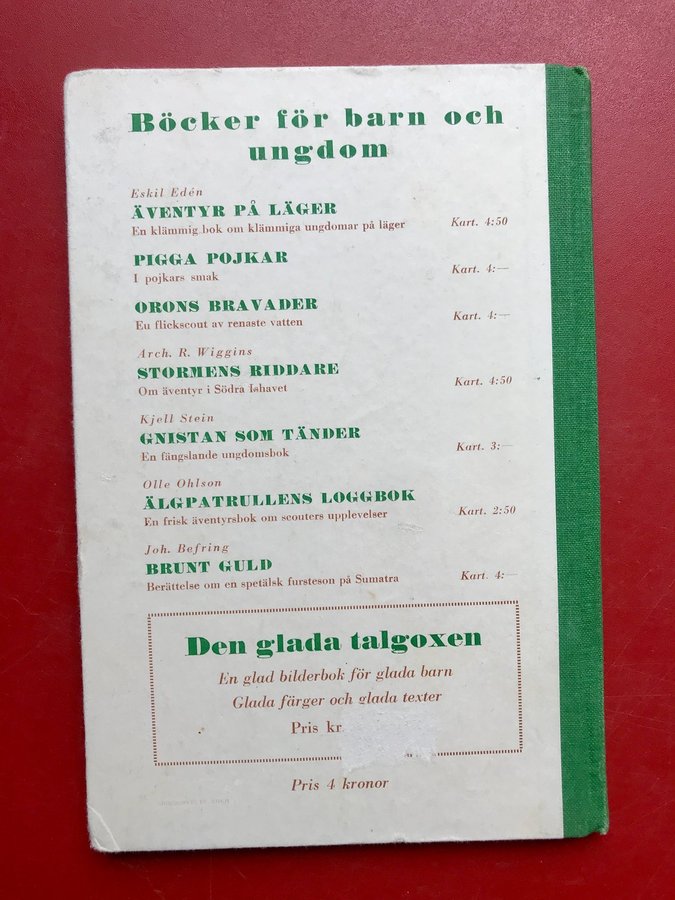 Böcker för barn och
ungdom
Eskil Edén
ÄVENTYR PÅ LÄGER
En klämmig bok om klämmiga ungdomar på läger Kart. 4:50
PIGGA POJKAR
I pojkars smak Kart. 4:—
ORONS BRAVADER
Eu flickscout av renaste vatten Kart. 4:—
Arch. R. Wiggins
STORMENS RIDDARE
Om äventyr i Södra Ishavet Kart. 4:50
Kjell Stein
GNISTAN SOM TÄNDER
En fängslande ungdomsbok Kart. 3:—
Olle Ohlson
ÄLGPATRULLENS LOGGBOK
En frisk äventyrsbok om scouters upplevelser Kart. 2:50
Joh. Befring
BRUNT GULD
Berättelse om en spetälsk fursteson på Sumatra Kart. 4:—
Den glada talgoxen
En glad bilderbok för glada barn
Glada färger och glada texter
Pris kr
Pris 4 kronor